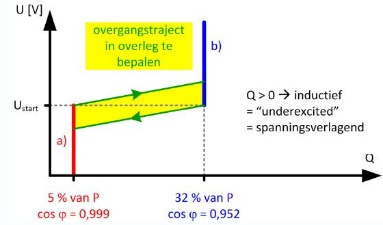 U [V]
overgangstraject
in overleg te
bepalen
b)
Q > 0 → inductief
= “underexcited”
= spanningsverlagend
Ustart
a)
Q
5 % van P
cos φ = 0,999
32 % van P
cos φ = 0,952